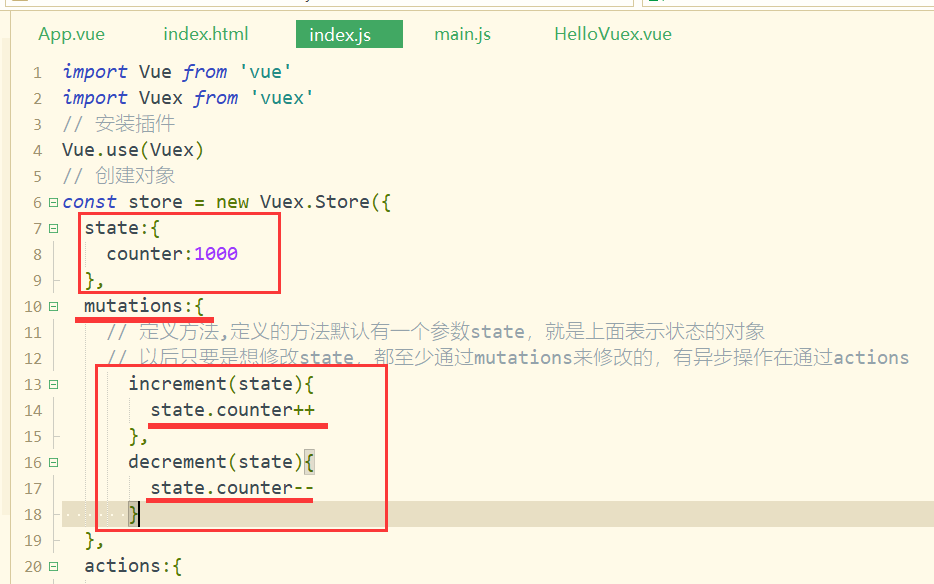 App.vue index.html index.js main.js HelloVuex.vue
1 import Vue from 'vue'
2 import Vuex from 'vuex'
3 // 安装插件
4 Vue.use(Vuex)
5 // 创建对象
6 const store = new Vuex.Store({
7 state:{
8 counter:1000
9 },
10 mutations:{
11 // 定义方法,定义的方法默认有一个参数state，就是上面表示状态的对象
12 // 以后只要是想修改state，都至少通过mutations来修改的，有异步操作在通过actions
13 increment(state){
14 state.counter++
15 },
16 decrement(state){
17 state.counter--
18 }
19 },
20 actions:{